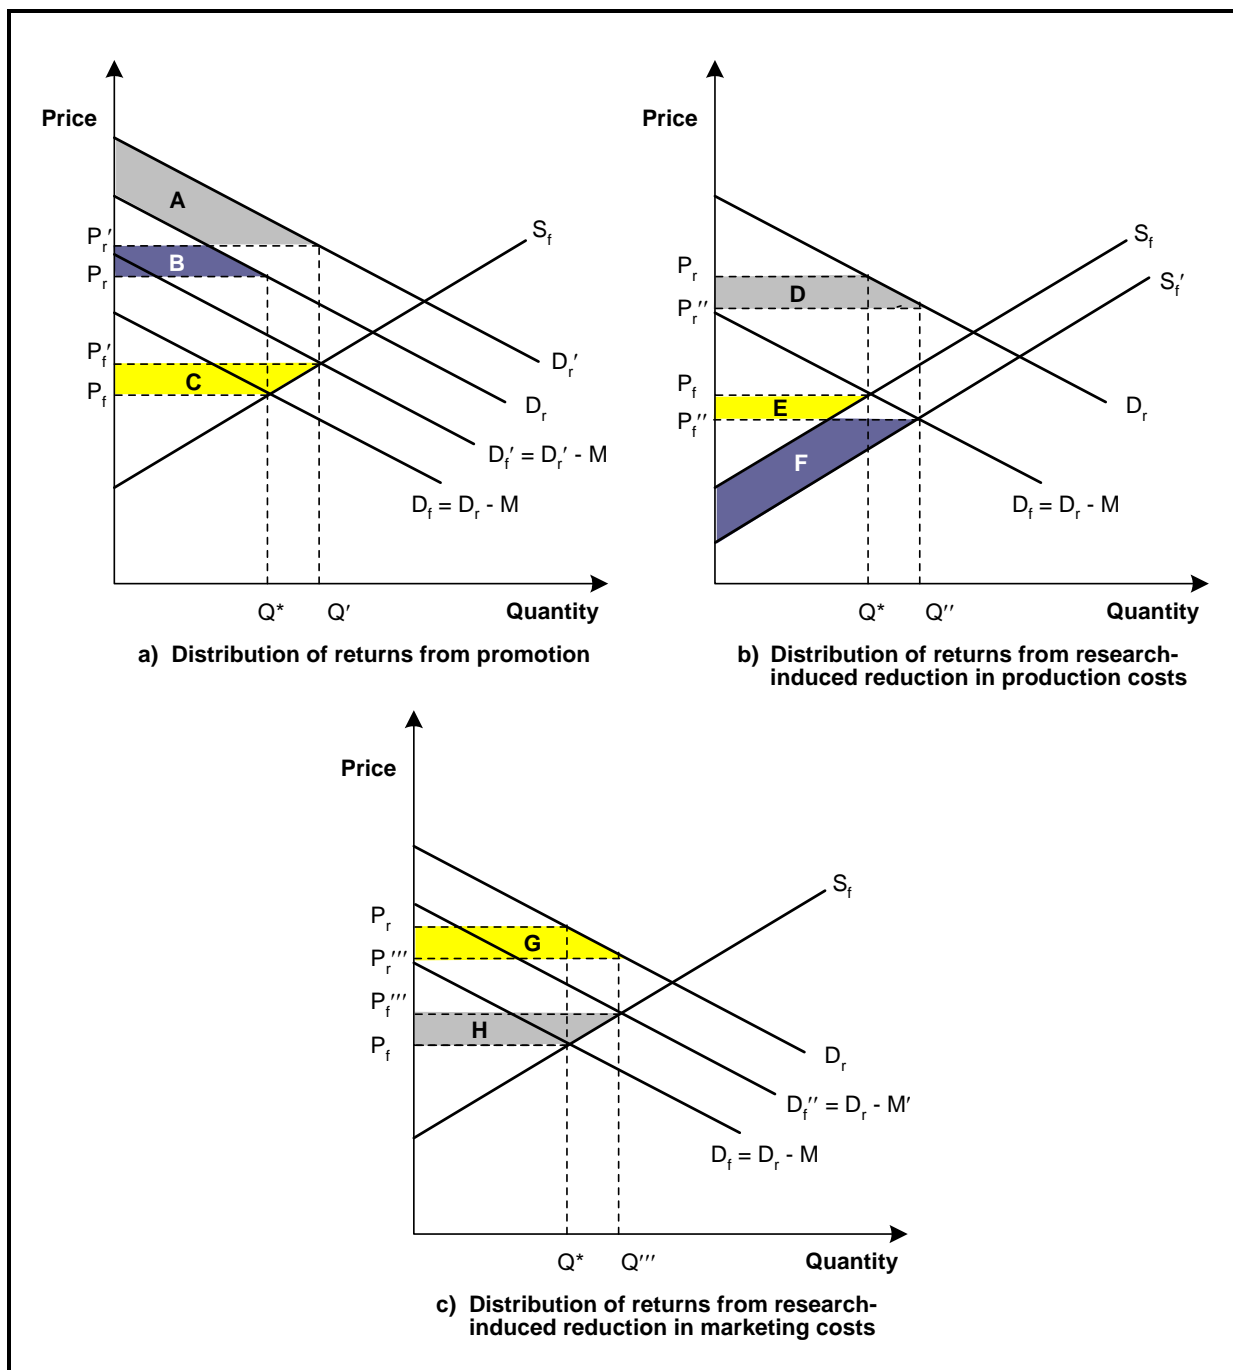 Price
A
P_r′
B
P_r
S_f
P_f′
C
P_f
D_r′
D_r
D_f′ = D_r′ - M
D_f = D_r - M
Q* Q′ Quantity
a) Distribution of returns from promotion
Price
S_f
P_r
D
S_f′
P_r′′
P_f
E
P_f′′
D_r
F
D_f = D_r - M
Q* Q′′ Quantity
b) Distribution of returns from research-
induced reduction in production costs
Price
S_f
P_r
G
P_r′′′
P_f′′′
H
P_f
D_r
D_f′′ = D_r - M′
D_f = D_r - M
Q* Q′′′ Quantity
c) Distribution of returns from research-
induced reduction in marketing costs